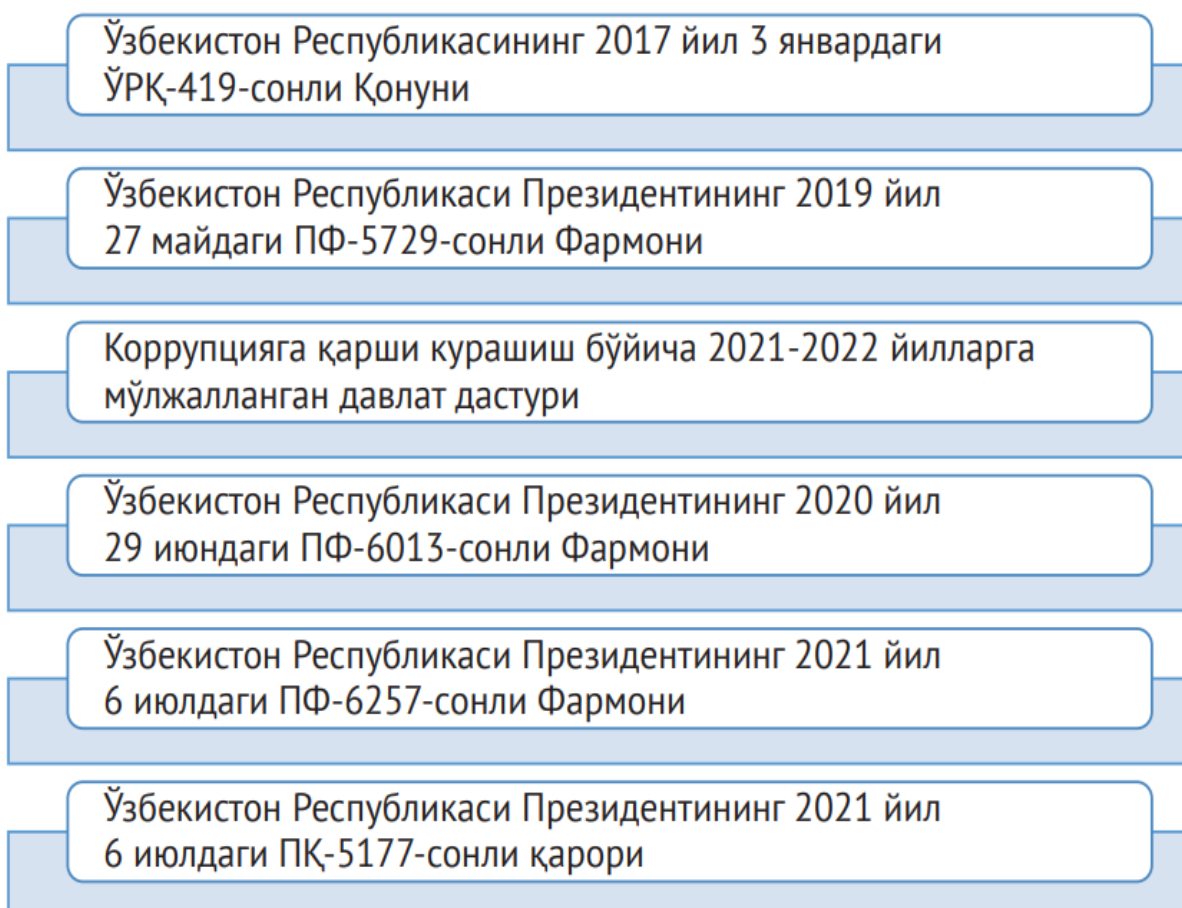 Ўзбекистон Республикасининг 2017 йил 3 январдаги
ЎРҚ-419-сонли Қонуни
Ўзбекистон Республикаси Президентининг 2019 йил
27 майдаги ПФ-5729-сонли Фармони
Коррупцияга қарши курашиш бўйича 2021-2022 йилларга
мўлжалланган давлат дастури
Ўзбекистон Республикаси Президентининг 2020 йил
29 июндаги ПФ-6013-сонли Фармони
Ўзбекистон Республикаси Президентининг 2021 йил
6 июлдаги ПФ-6257-сонли Фармони
Ўзбекистон Республикаси Президентининг 2021 йил
6 июлдаги ПҚ-5177-сонли қарори